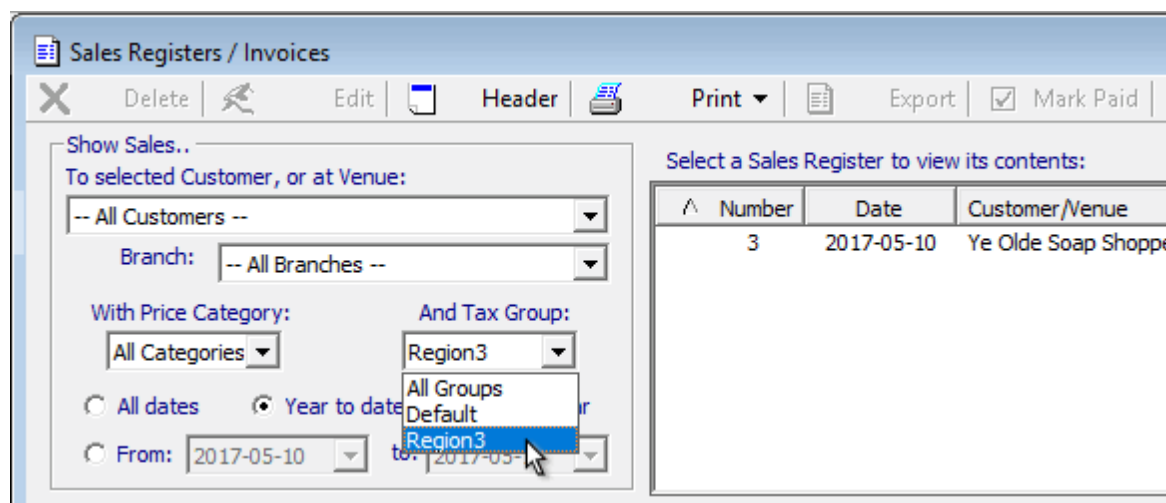 Sales Registers / Invoices
Delete Edit Header Print Export Mark Paid
Show Sales..
To selected Customer, or at Venue:
-- All Customers --
Branch: -- All Branches --
With Price Category: And Tax Group:
All Categories Region3
All Groups
Default
Region3
All dates Year to date
From: 2017-05-10 to:
Select a Sales Register to view its contents:
Number Date Customer/Venue
3 2017-05-10 Ye Olde Soap Shoppe